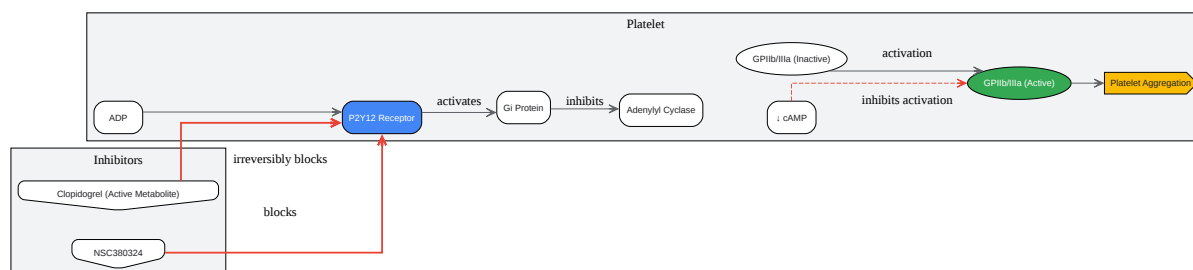 Platelet
GPIIb/IIIa (Inactive)
activation
GPIIb/IIIa (Active)
Platelet Aggregation
inhibits activation
↓ cAMP
ADP
P2Y12 Receptor
activates
Gi Protein
inhibits
Adenylyl Cyclase
Inhibitors
irreversibly blocks
Clopidogrel (Active Metabolite)
blocks
NSC380324